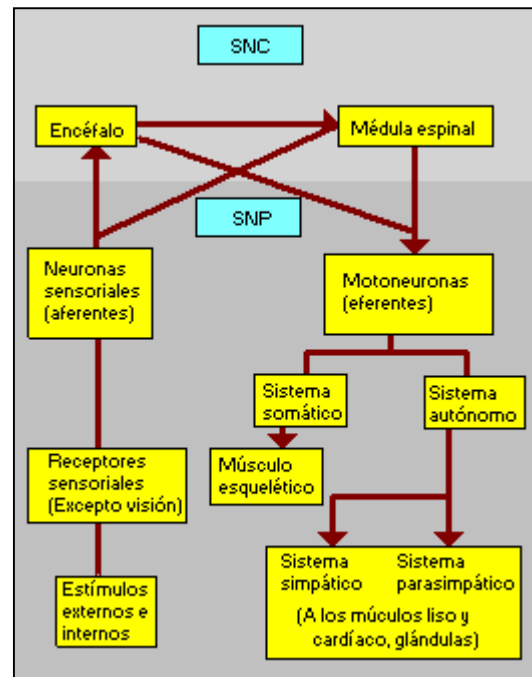 SNC
Encéfalo
Médula espinal
SNP
Neuronas
sensoriales
(aferentes)
Motoneuronas
(eferentes)
Sistema
somático
Sistema
autónomo
Músculo
esquelético
Receptores
sensoriales
(Excepto visión)
Sistema
simpático
Sistema
parasimpático
(A los múculos liso y
cardíaco, glándulas)
Estímulos
externos e
internos